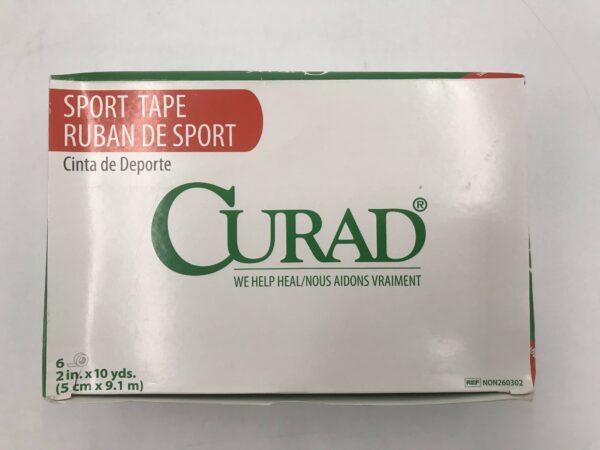 SPORT TAPE
RUBAN DE SPORT
Cinta de Deporte
CURAD®
WE HELP HEAL/NOUS AIDONS VRAIMENT
6
2 in. x 10 yds.
(5 cm x 9.1 m)
REF NON260302